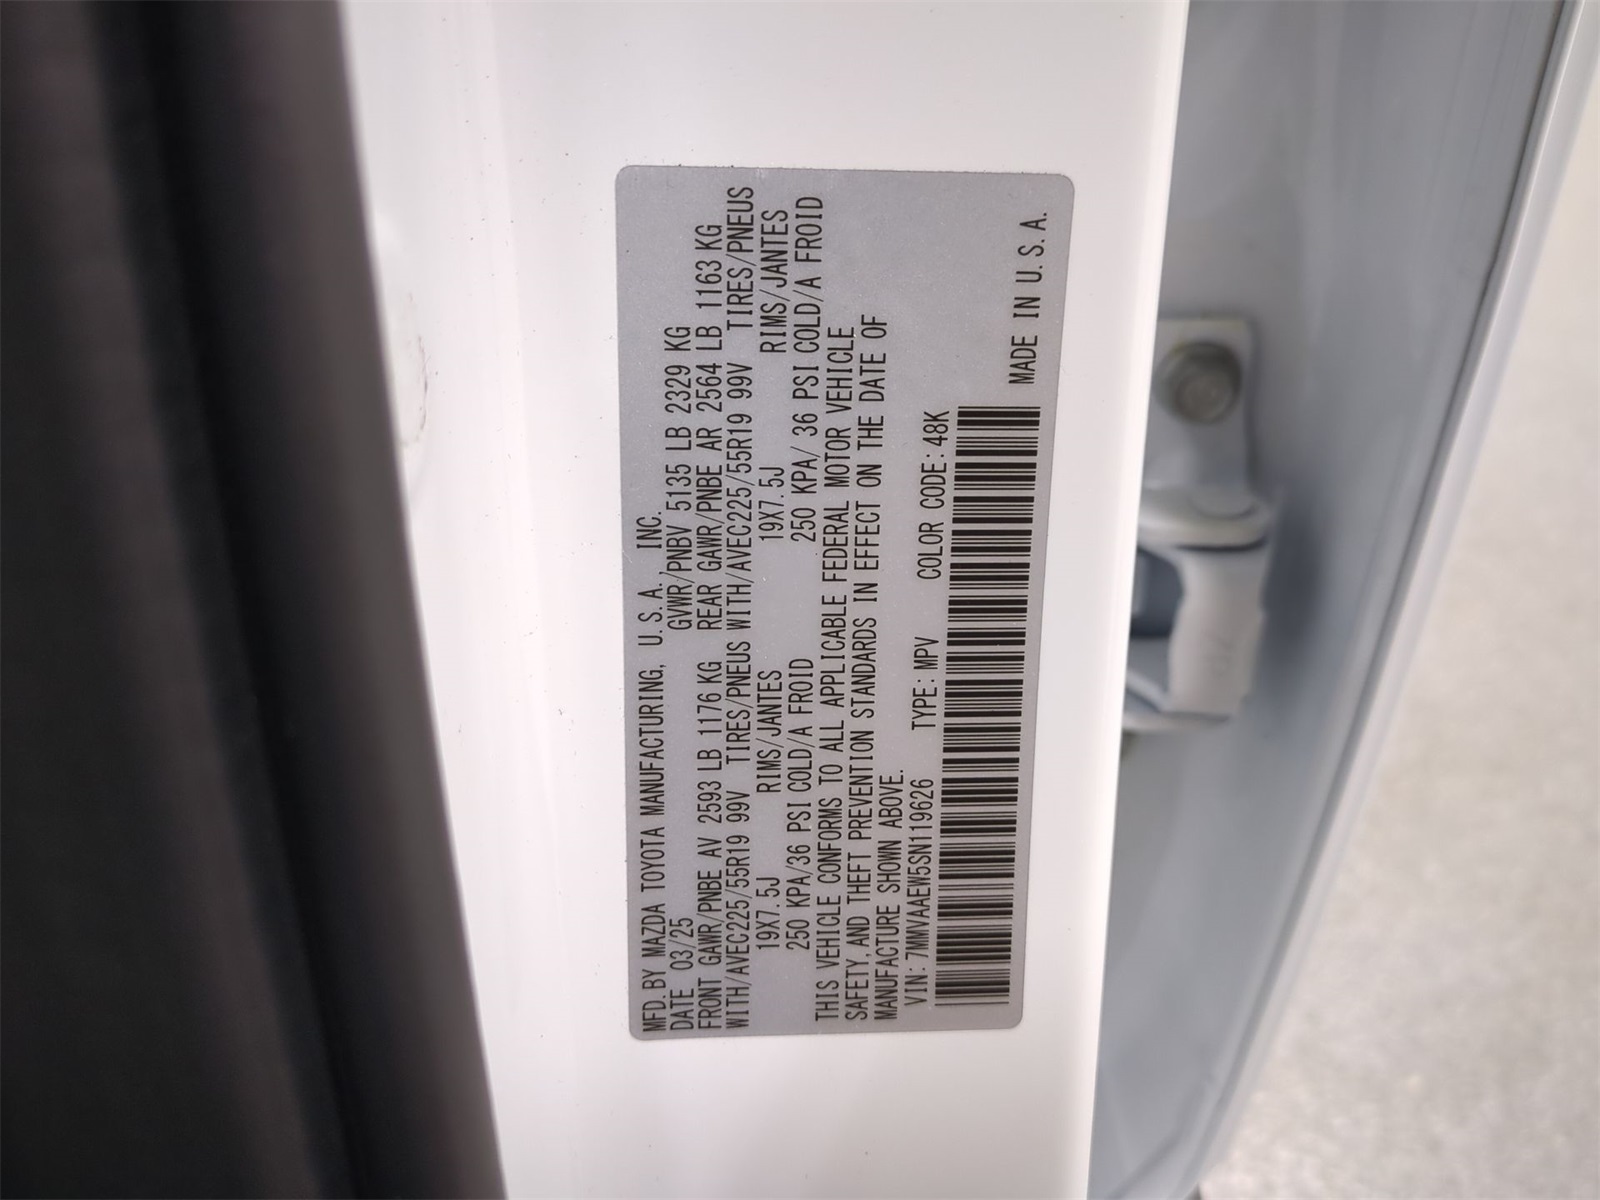 MFD. BY MAZDA TOYOTA MANUFACTURING, U.S.A., INC.
DATE 03/25 GVWR/PNBV 5135 LB 2329 KG
FRONT GAWR/PNBE AV 2593 LB 1176 KG REAR GAWR/PNBE AR 2564 LB 1163 KG
WITH/AVEC225/55R19 99V TIRES/PNEUS WITH/AVEC225/55R19 99V TIRES/PNEUS
19X7.5J RIMS/JANTES 19X7.5J RIMS/JANTES
250 KPA/36 PSI COLD/A FROID 250 KPA/ 36 PSI COLD/A FROID
THIS VEHICLE CONFORMS TO ALL APPLICABLE FEDERAL MOTOR VEHICLE
SAFETY, AND THEFT PREVENTION STANDARDS IN EFFECT ON THE DATE OF
MANUFACTURE SHOWN ABOVE.
VIN: 7MMVAAEW5SN119626 TYPE: MPV COLOR CODE: 48K
MADE IN U.S.A.